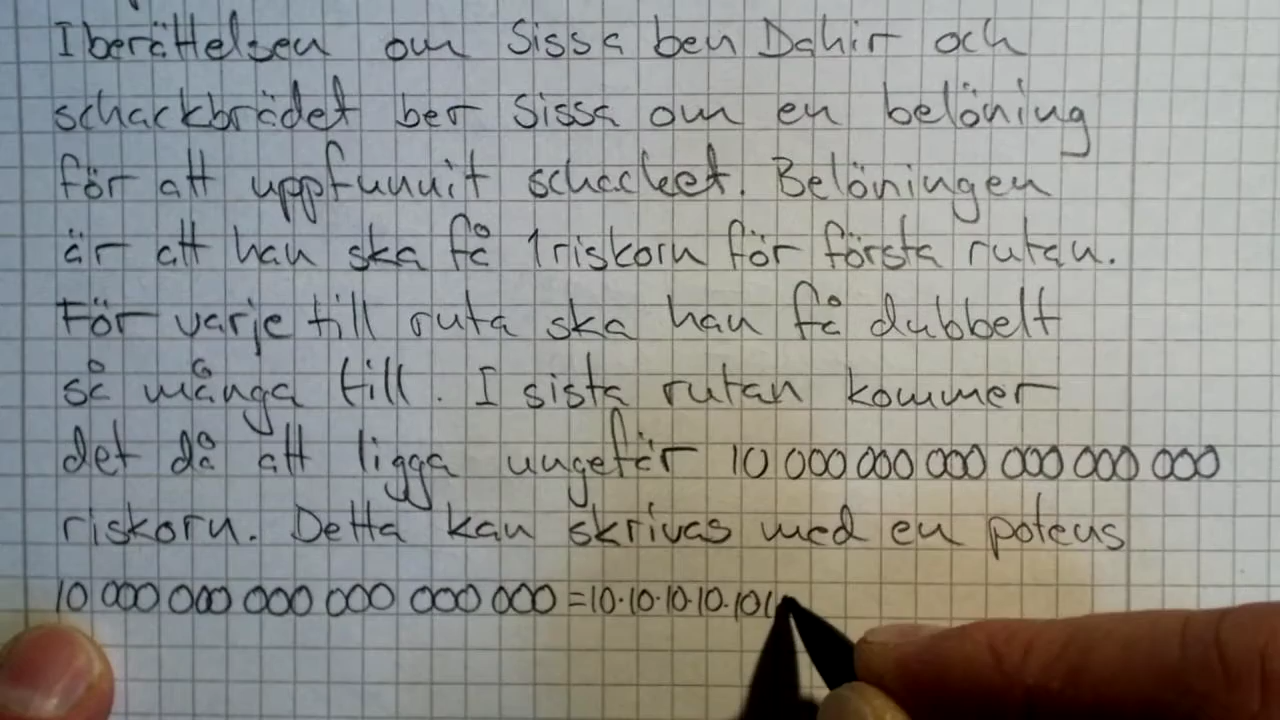 I berättelsen om Sissa ben Dahir och
schackbrädet ber Sissa om en belöning
för att uppfunnit schacket. Belöningen
är att han ska få 1 riskorn för första rutan.
För varje till ruta ska han få dubbelt
så många till. I sista rutan kommer
det då att ligga ungefär 10 000 000 000 000 000 000
riskorn. Detta kan skrivas med en potens
10 000 000 000 000 000 000 = 10·10·10·10·10